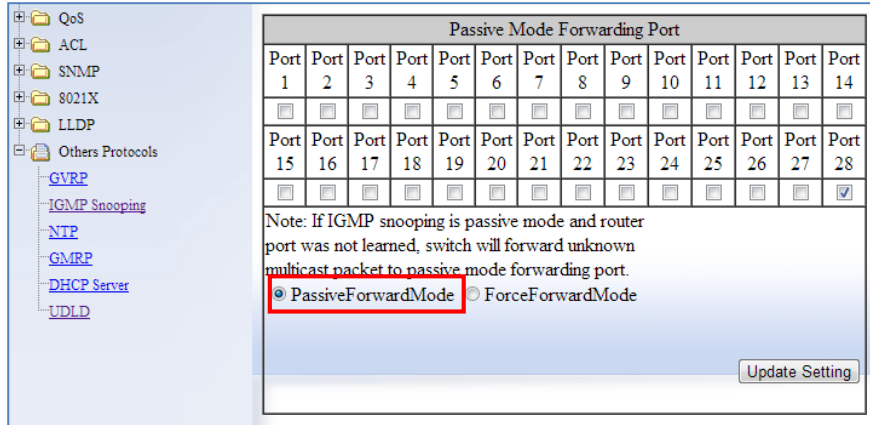 QoS
ACL
SNMP
8021X
LLDP
Others Protocols
GVRP
IGMP Snooping
NTP
GMRP
DHCP Server
UDLD
Passive Mode Forwarding Port
Port Port Port Port Port Port Port Port Port Port Port Port Port Port
1 2 3 4 5 6 7 8 9 10 11 12 13 14
Port Port Port Port Port Port Port Port Port Port Port Port Port Port
15 16 17 18 19 20 21 22 23 24 25 26 27 28
Note: If IGMP snooping is passive mode and router
port was not learned, switch will forward unknown
multicast packet to passive mode forwarding port.
PassiveForwardMode ForceForwardMode
Update Setting